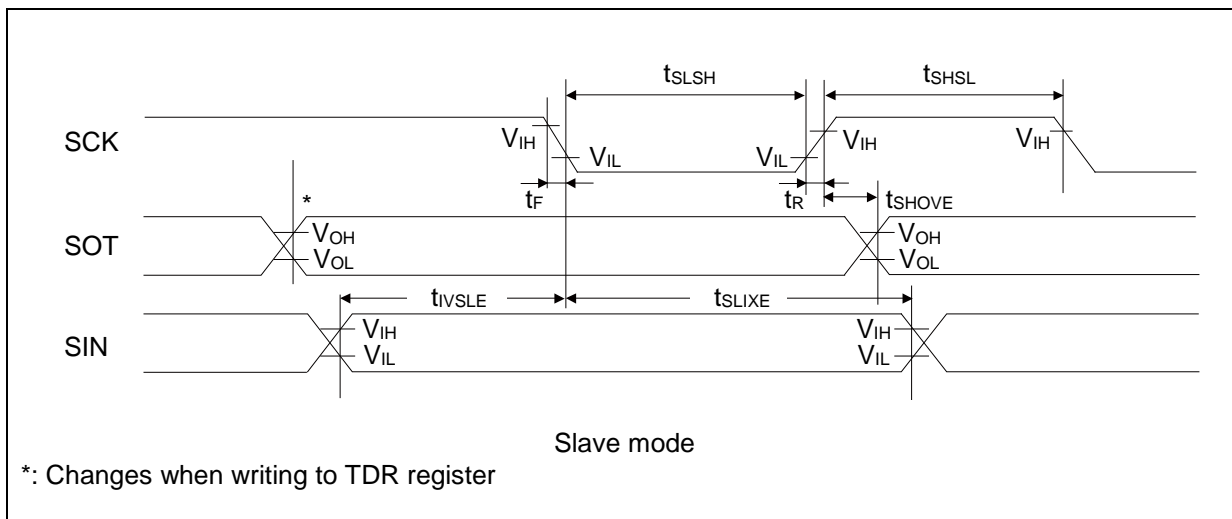 tSLSH tSHSL
SCK VIH VIL VIL VIH VIH
tF tR tSHOVE
*
SOT VOH VOH
VOL VOL
tIVSLE tSLIXE
SIN VIH VIH
VIL VIL
Slave mode
*: Changes when writing to TDR register